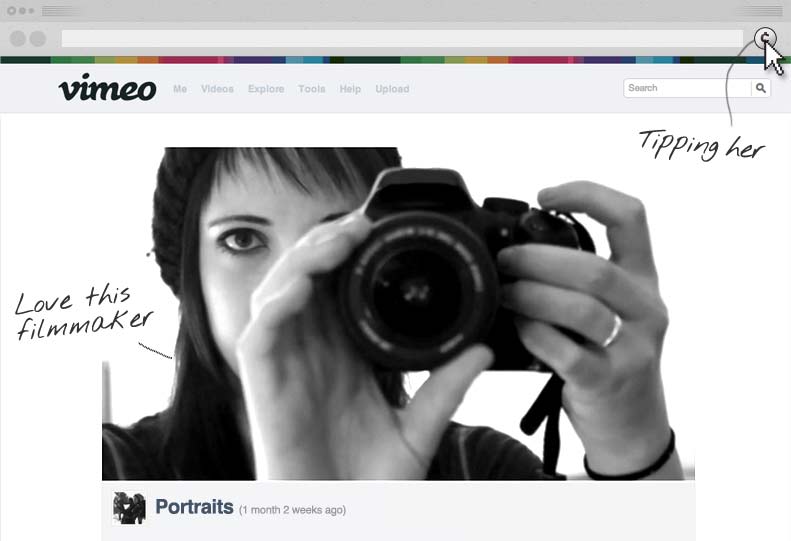 vimeo Me Videos Explore Tools Help Upload Search
Tipping her
Love this
filmmaker
Portraits (1 month 2 weeks ago)